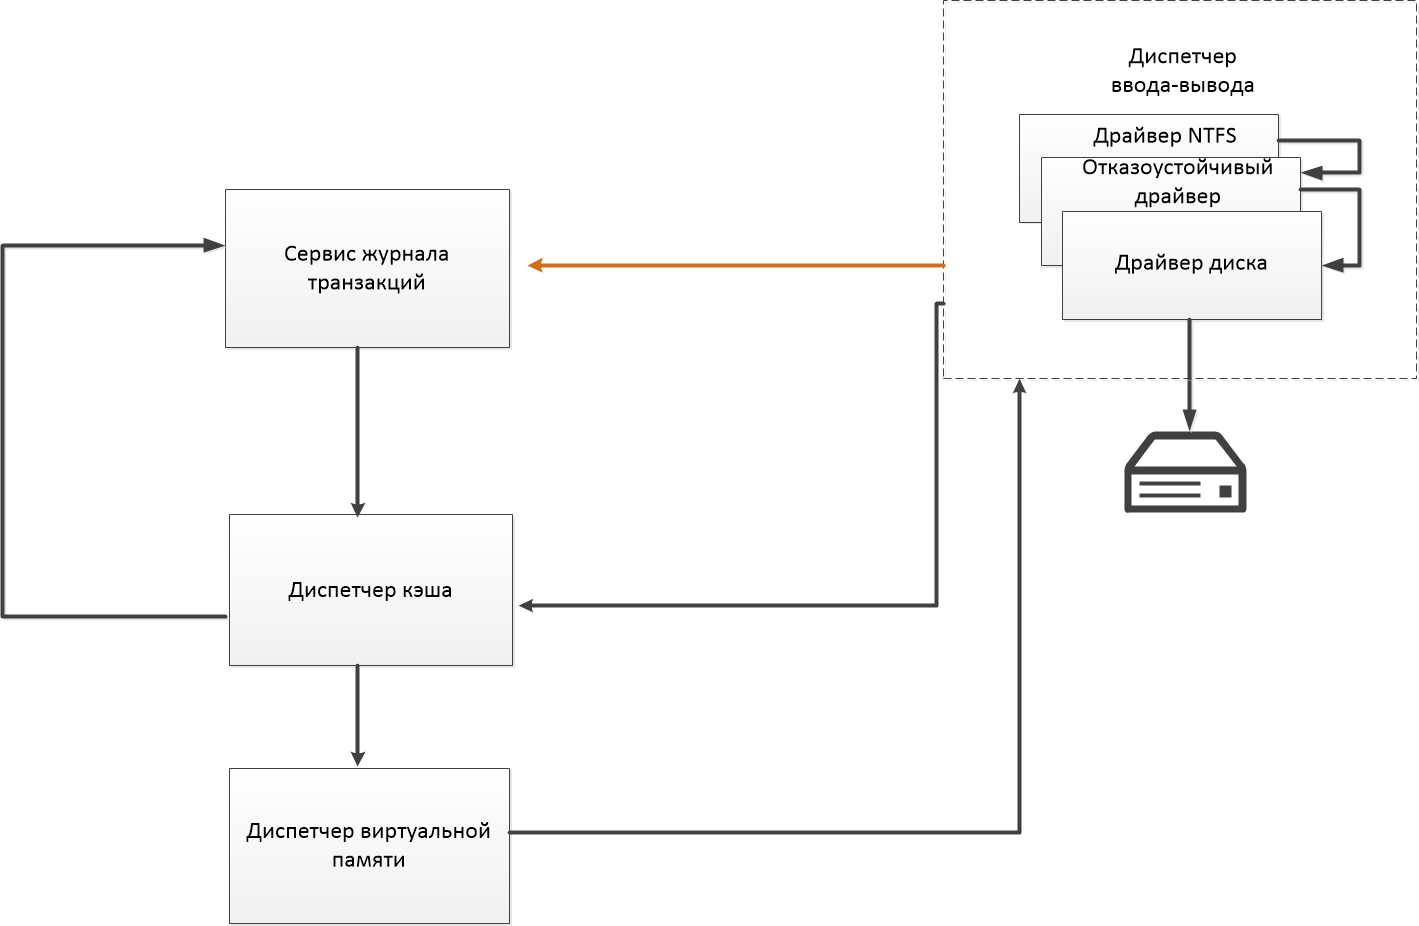 Диспетчер
ввода-вывода
Драйвер NTFS
Отказоустойчивый
драйвер
Драйвер диска
Сервис журнала
транзакций
Диспетчер кэша
Диспетчер виртуальной
памяти